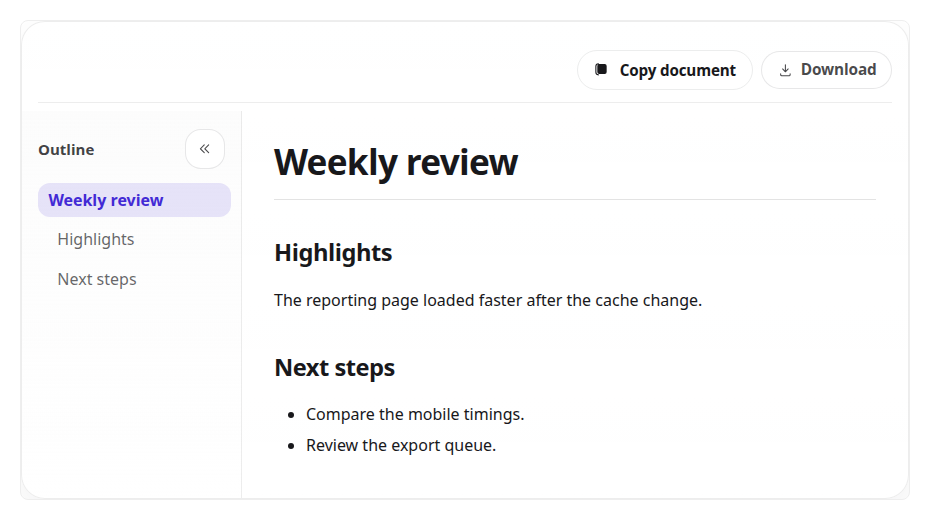 Copy document
Download
Outline
Weekly review
Highlights
Next steps
Weekly review
Highlights
The reporting page loaded faster after the cache change.
Next steps
Compare the mobile timings.
Review the export queue.